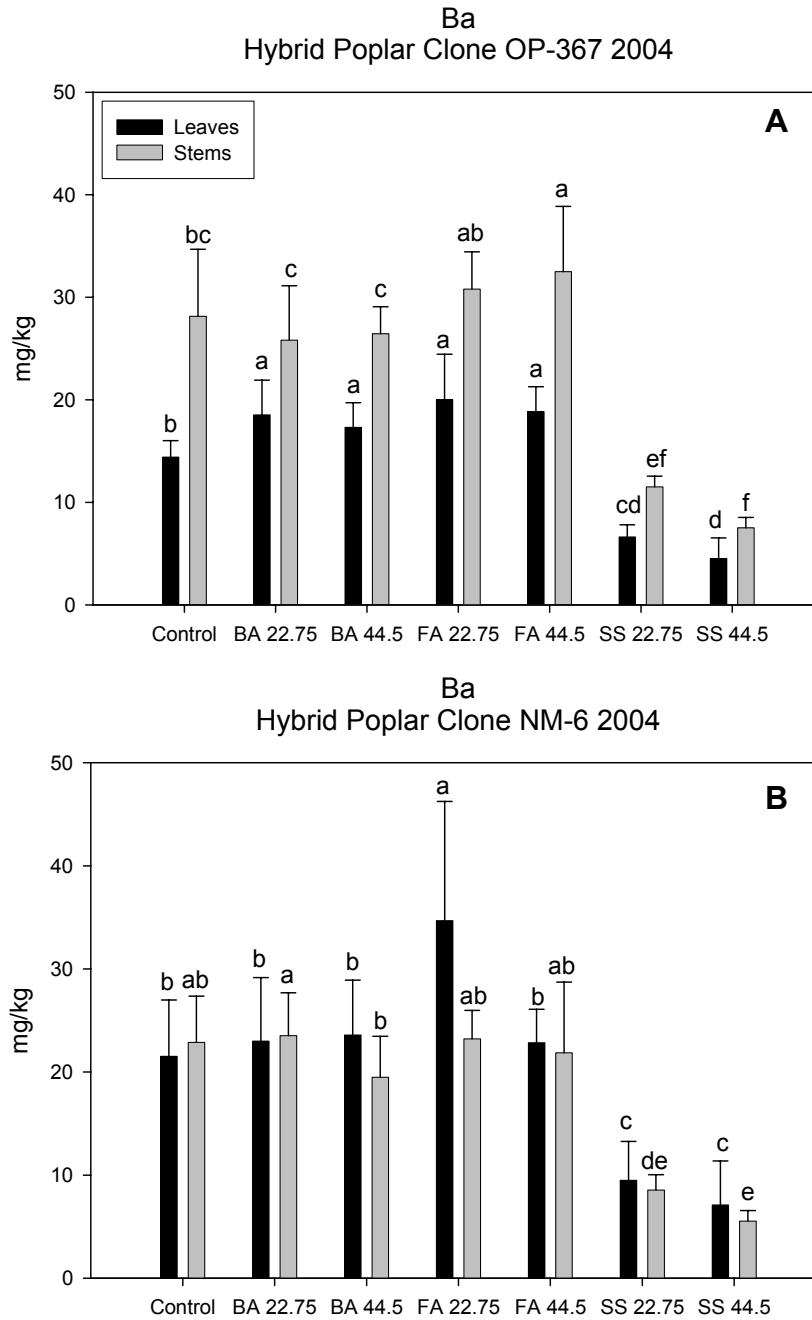 Ba
Hybrid Poplar Clone OP-367 2004
50
Leaves
A
Stems
40
a
bc
ab
c
c
30
a
a
a
a
20
b
ef
cd
10
d
f
0
mg/kg
Control BA 22.75 BA 44.5 FA 22.75 FA 44.5 SS 22.75 SS 44.5
Ba
Hybrid Poplar Clone NM-6 2004
50
a
B
40
b ab
b a
b
b
ab
b
ab
30
20
c
de
c
e
10
0
mg/kg
Control BA 22.75 BA 44.5 FA 22.75 FA 44.5 SS 22.75 SS 44.5